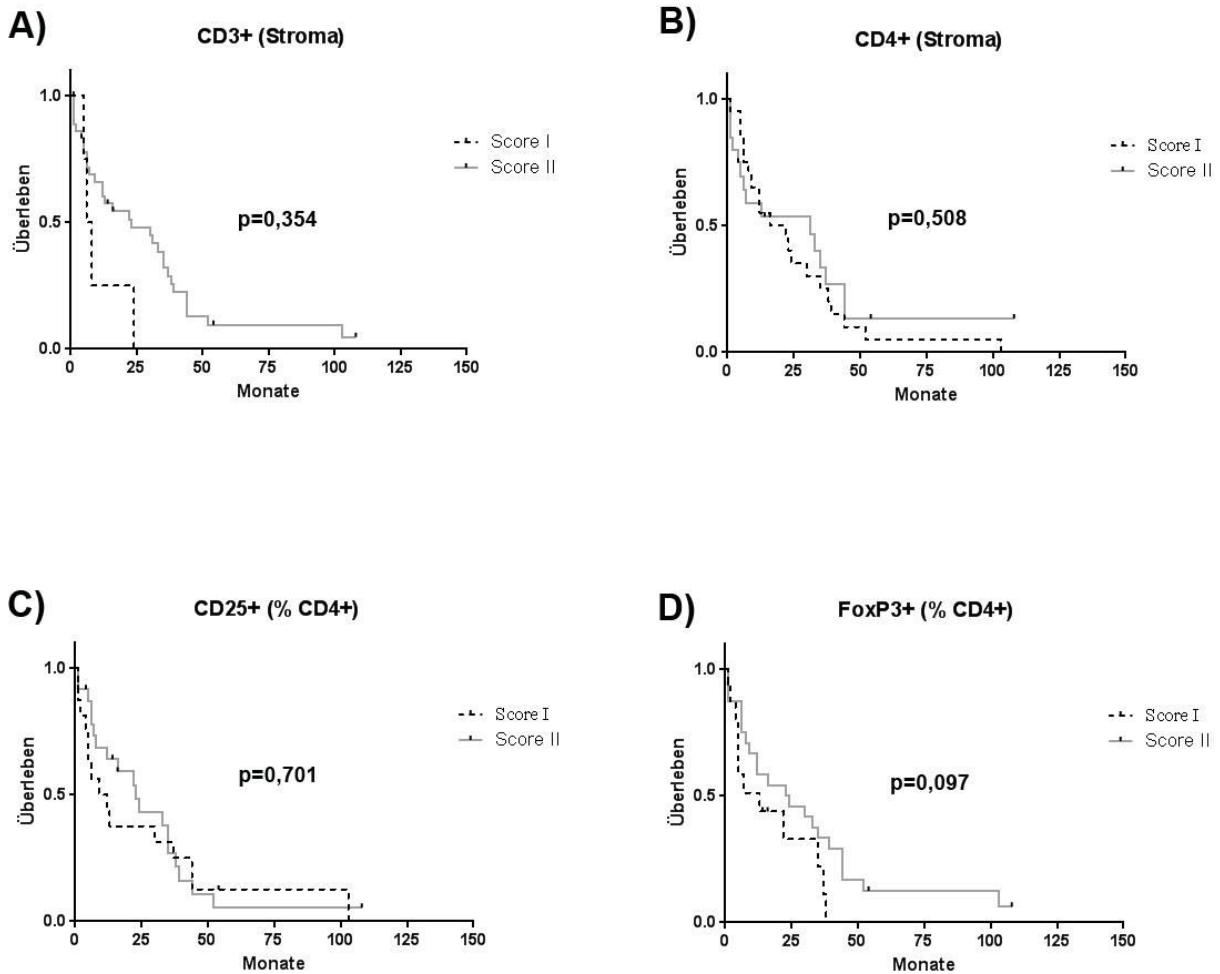 A)
CD3+ (Stroma)
1.0
0.5
0.0
Überleben
Score I
Score II
p=0,354
0 25 50 75 100 125 150
Monate
B)
CD4+ (Stroma)
1.0
0.5
0.0
Überleben
Score I
Score II
p=0,508
0 25 50 75 100 125 150
Monate
C)
CD25+ (% CD4+)
1.0
0.5
0.0
Überleben
Score I
Score II
p=0,701
0 25 50 75 100 125 150
Monate
D)
FoxP3+ (% CD4+)
1.0
0.5
0.0
Überleben
Score I
Score II
p=0,097
0 25 50 75 100 125 150
Monate